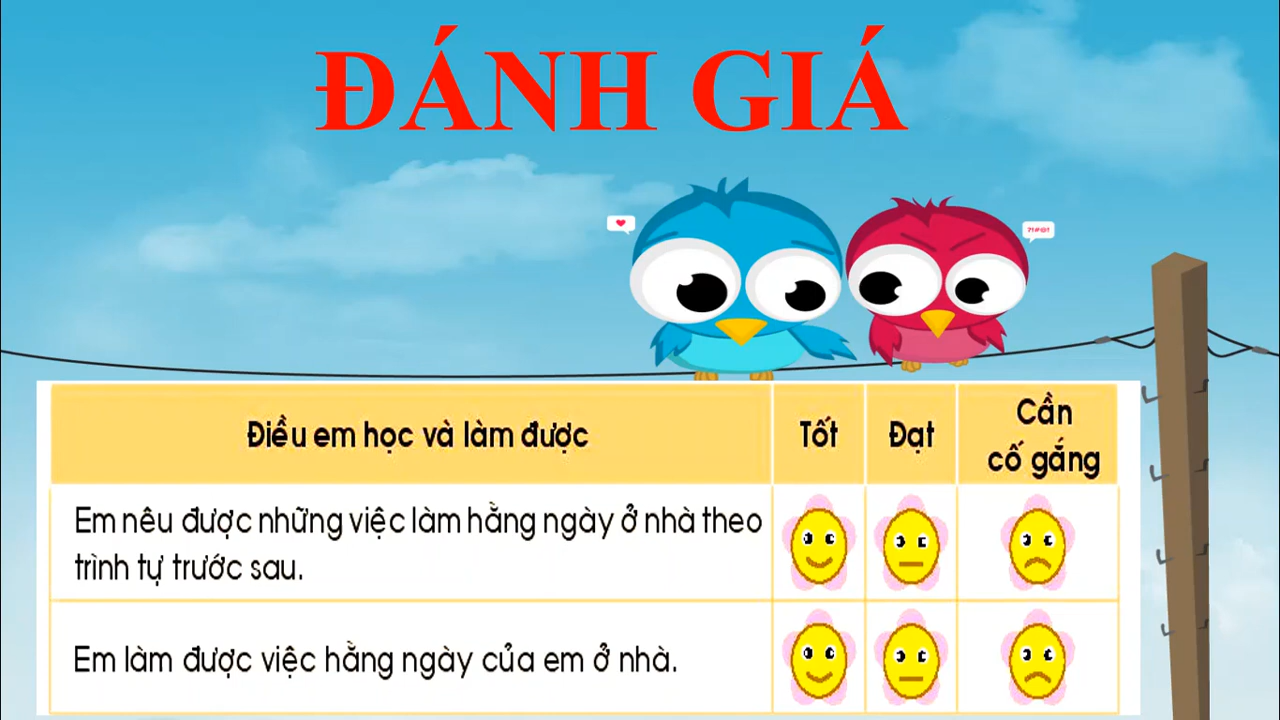 ĐÁNH GIÁ
?!#@!
Điều em học và làm được
Tốt
Đạt
Cần
cố gắng
Em nêu được những việc làm hằng ngày ở nhà theo
trình tự trước sau.
Em làm được việc hằng ngày của em ở nhà.